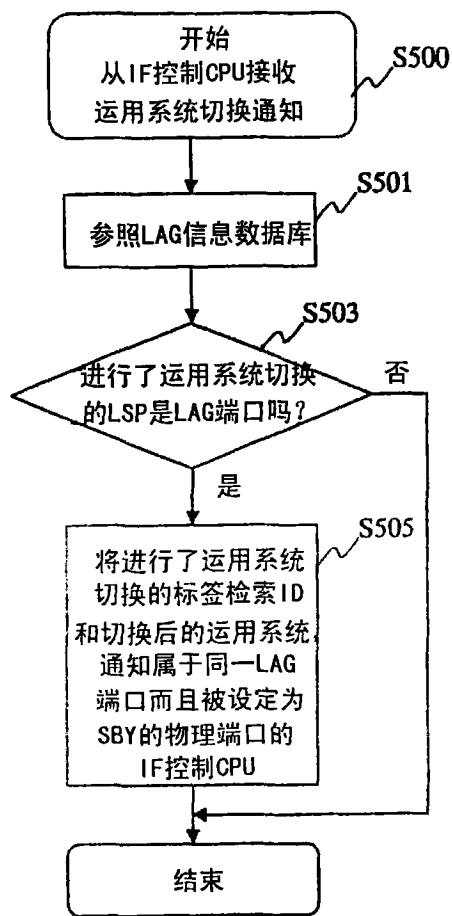 开始
从IF控制CPU接收
运用系统切换通知
S500
S501
参照LAG信息数据库
S503
进行了运用系统切换
的LSP是LAG端口吗?
否
是
S505
将进行了运用系统
切换的标签检索ID
和切换后的运用系统,
通知属于同一LAG
端口而且被设定为
SBY的物理端口的
IF控制CPU
结束